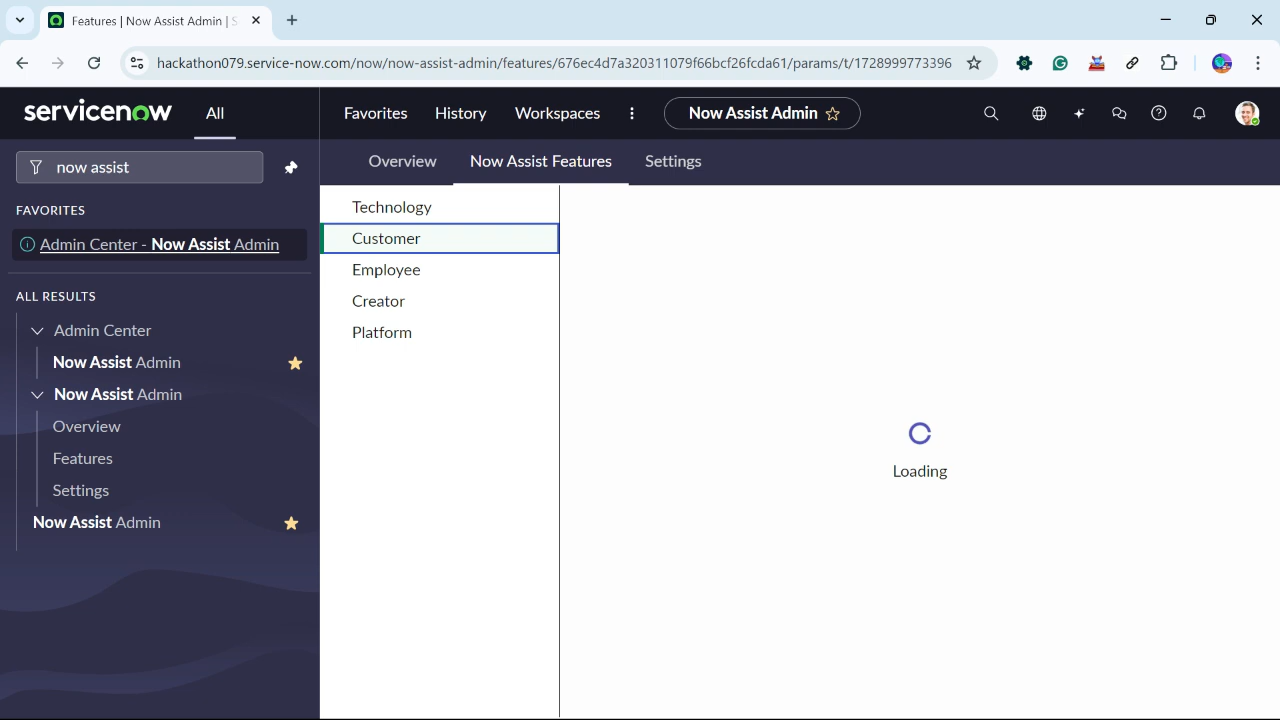 Features | Now Assist Admin | S
hackathon079.service-now.com/now/now-assist-admin/features/676ec4d7a320311079f66bcf26fcda61/params/t/1728999773396
servicenow
All
Favorites
History
Workspaces
Now Assist Admin
now assist
Overview
Now Assist Features
Settings
FAVORITES
Admin Center - Now Assist Admin
ALL RESULTS
Admin Center
Now Assist Admin
Now Assist Admin
Overview
Features
Settings
Now Assist Admin
Technology
Customer
Employee
Creator
Platform
Loading